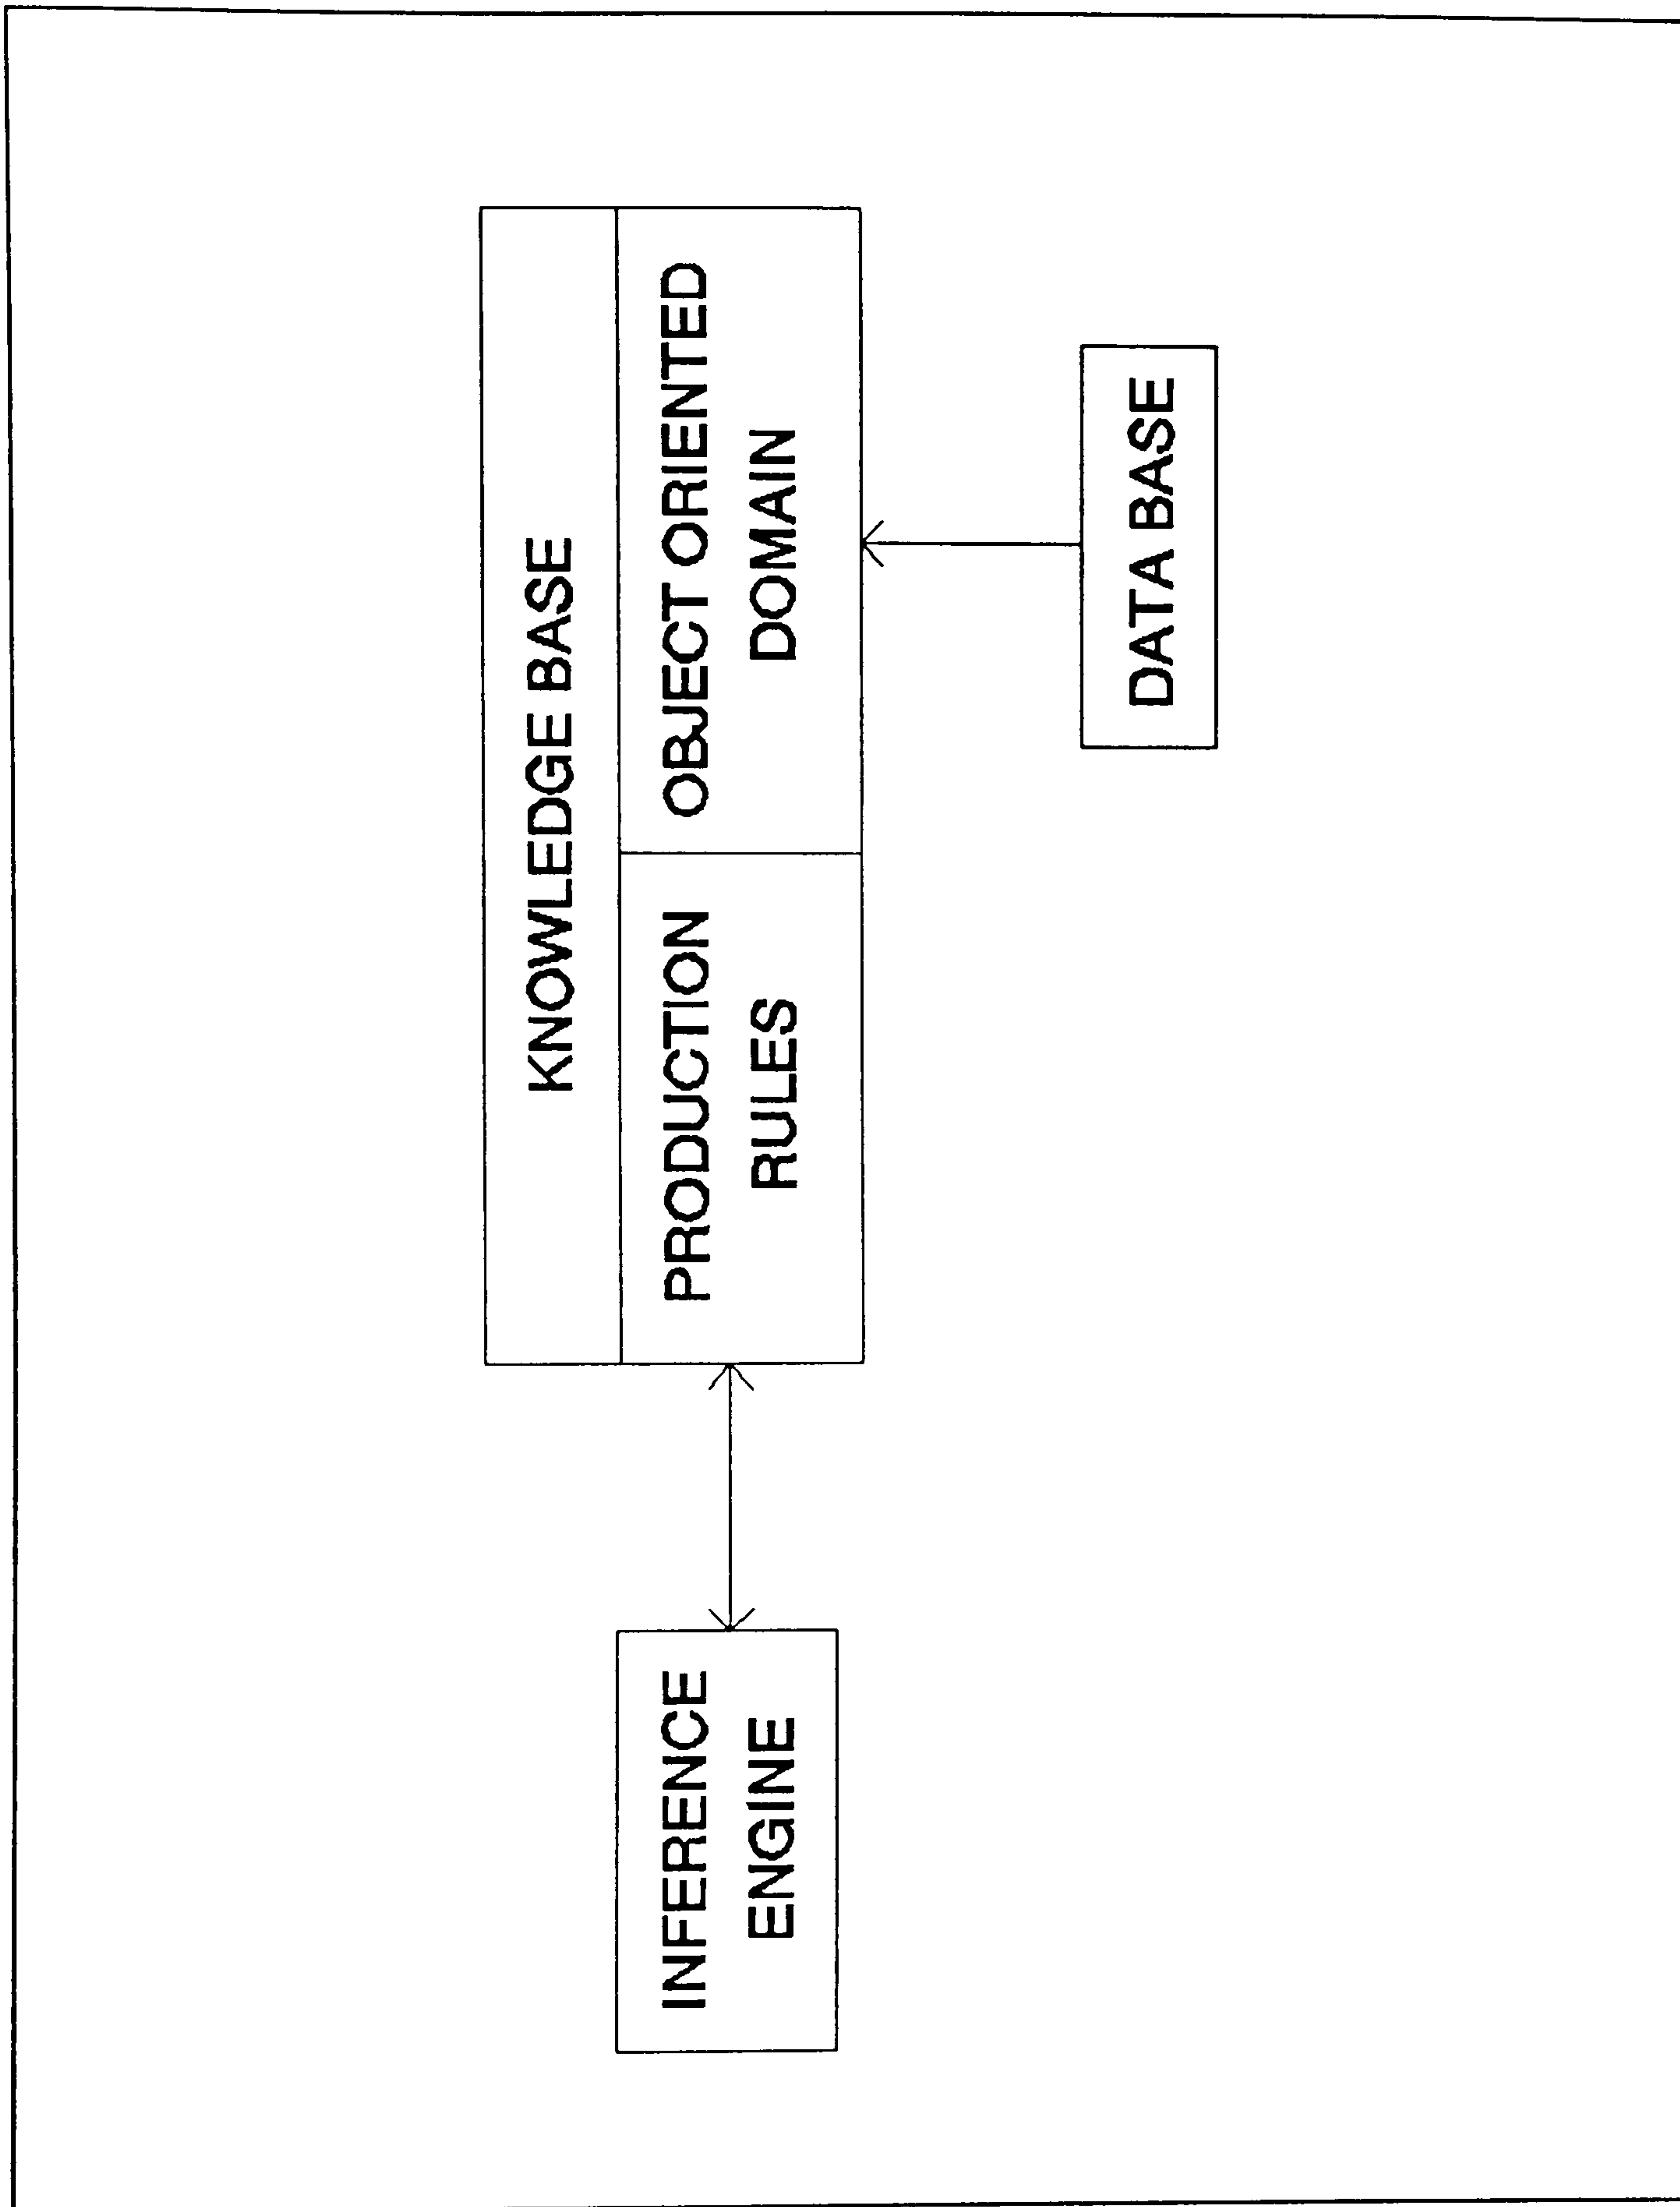 KNOWLEDGE BASE
INFERENCE
ENGINE
PRODUCTION
RULES
OBJECT ORIENTED
DOMAIN
DATA BASE